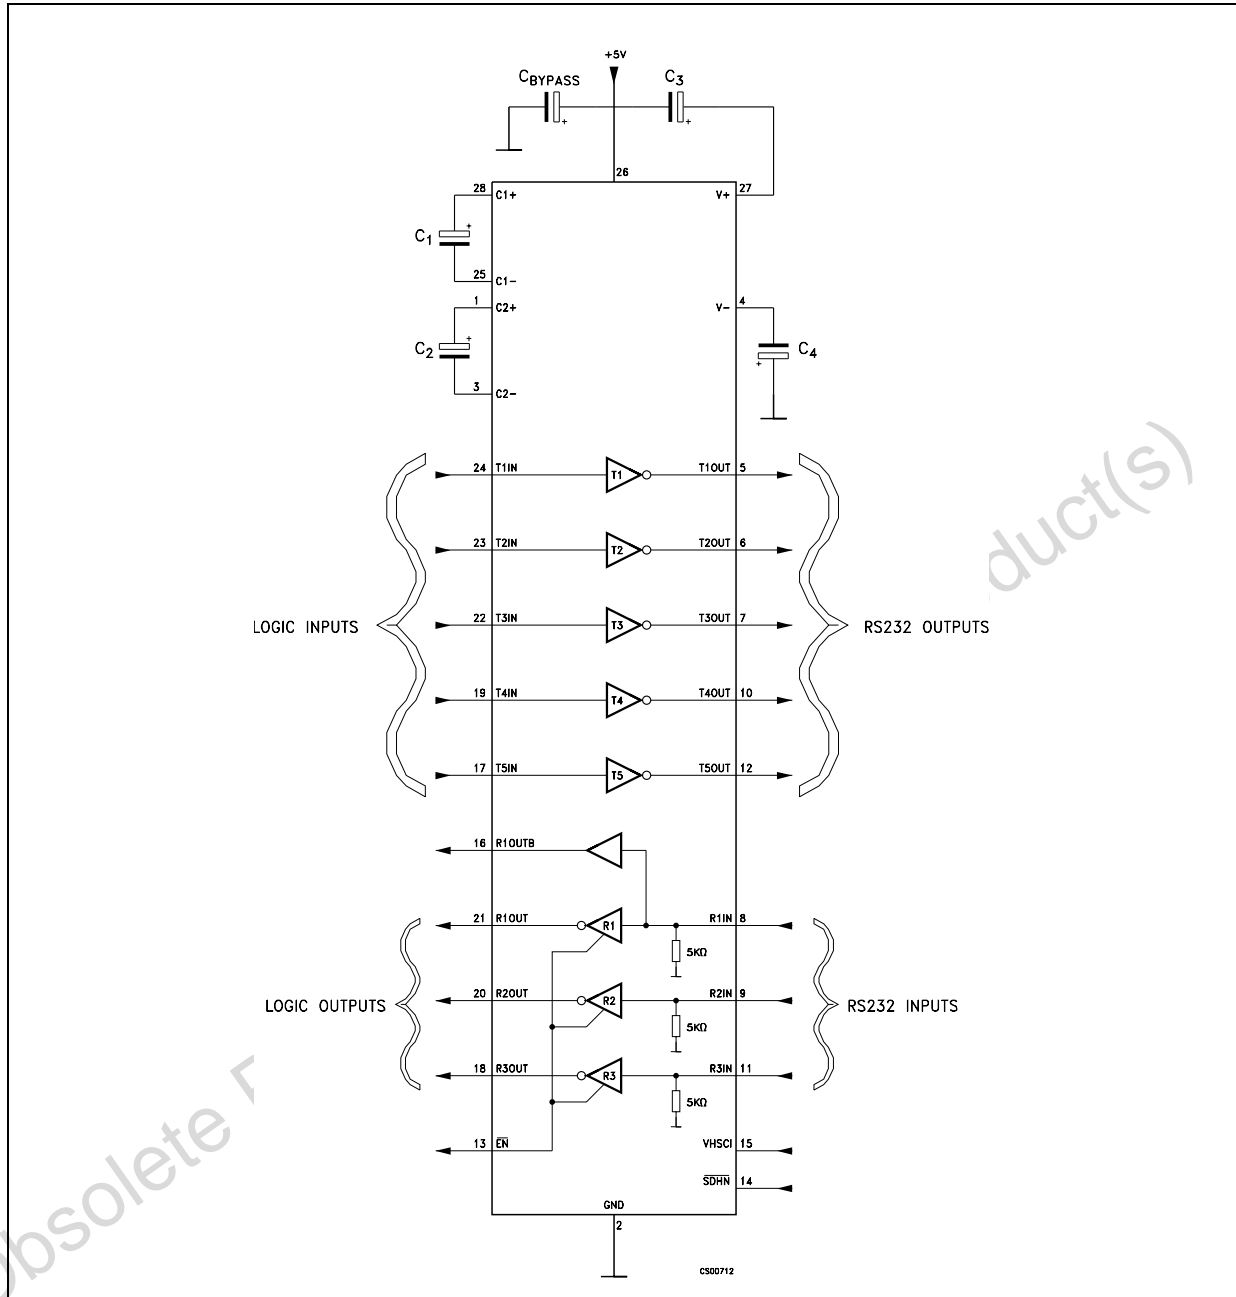 +5V
CBYPASS
C3
26
28 C1+
V+ 27
C1
+
25 C1-
1 C2+
V- 4
C2
+
C4
+
3 C2-
24 T1IN T1 T1OUT 5
23 T2IN T2 T2OUT 6
22 T3IN T3 T3OUT 7
LOGIC INPUTS
RS232 OUTPUTS
19 T4IN T4 T4OUT 10
17 T5IN T5 T5OUT 12
16 R1OUTB
21 R1OUT R1 R1IN 8
5KΩ
20 R2OUT R2 R2IN 9
LOGIC OUTPUTS
RS232 INPUTS
5KΩ
18 R3OUT R3 R3IN 11
5KΩ
13 EN
VHSCI 15
SDHN 14
GND
2
CS00712
Obsolete
duct(s)